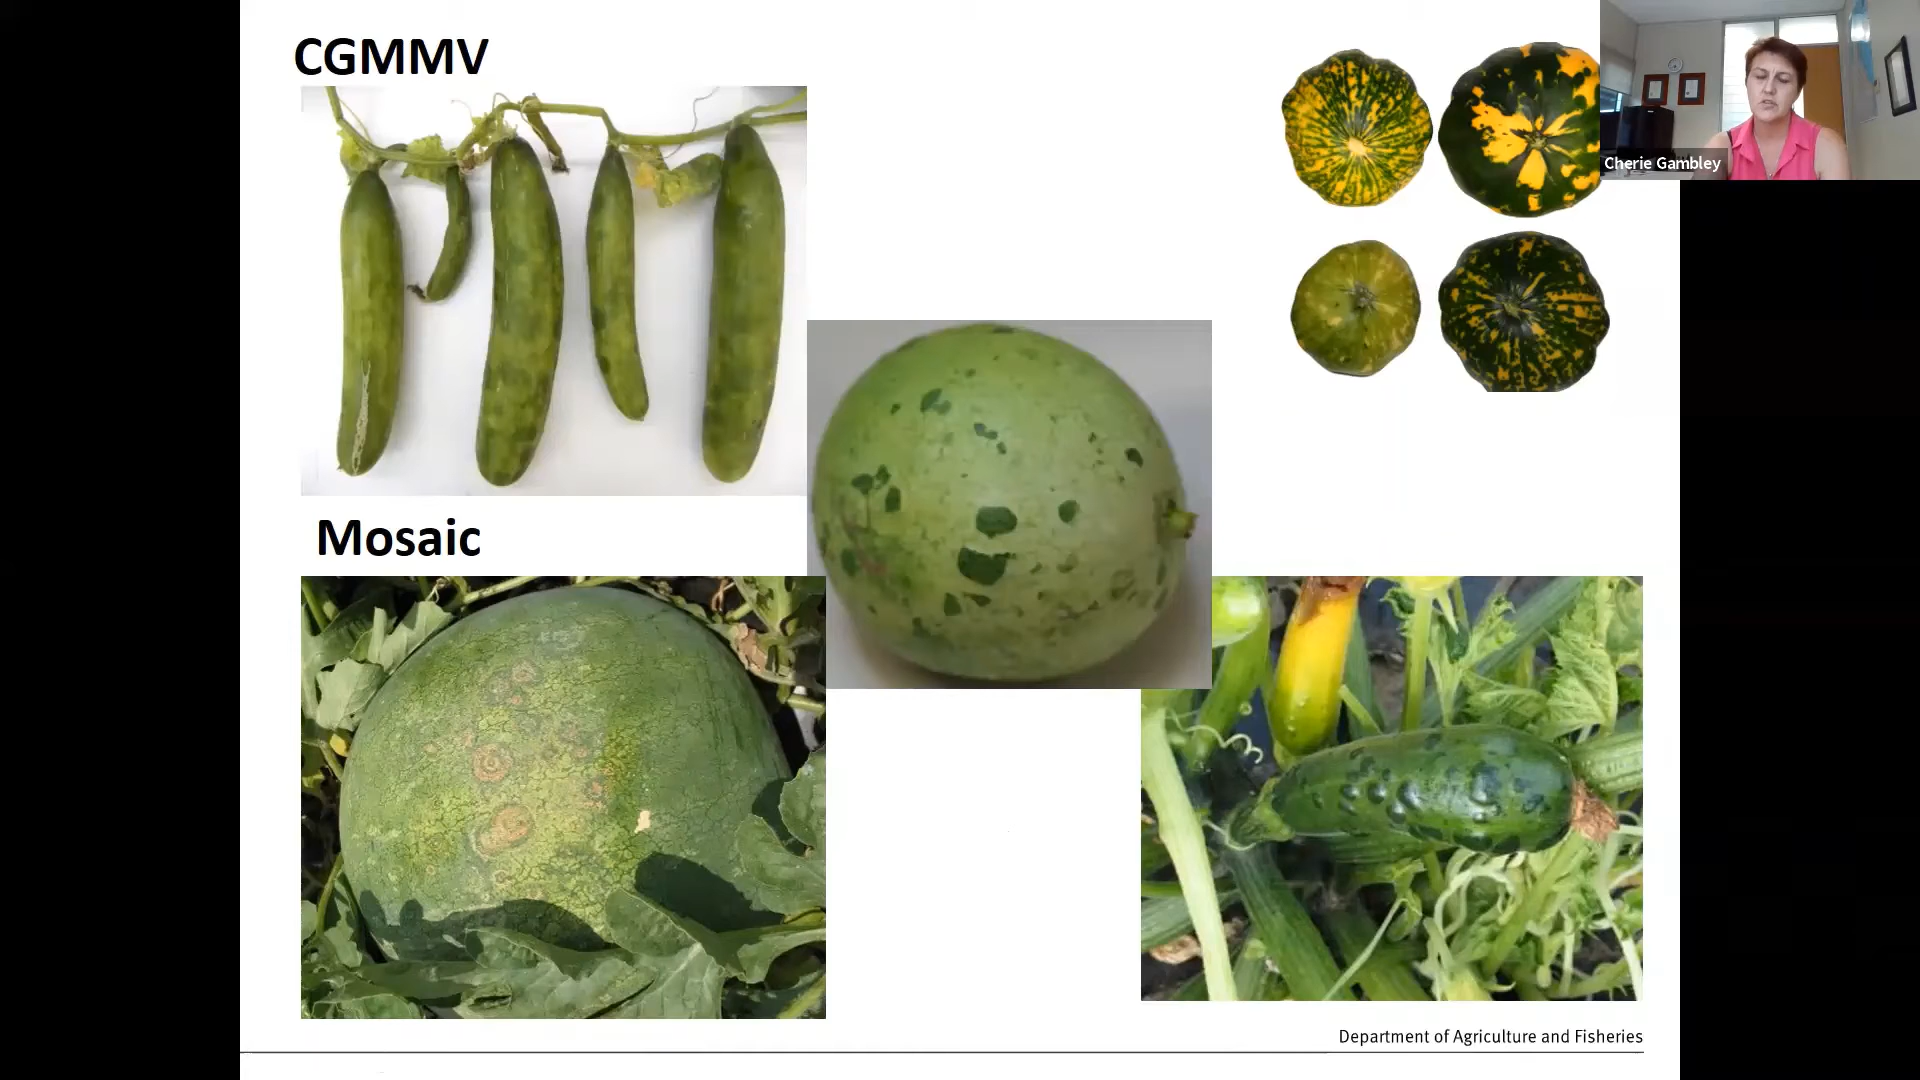 CGMMV
Cherie Gambley
Mosaic
Department of Agriculture and Fisheries